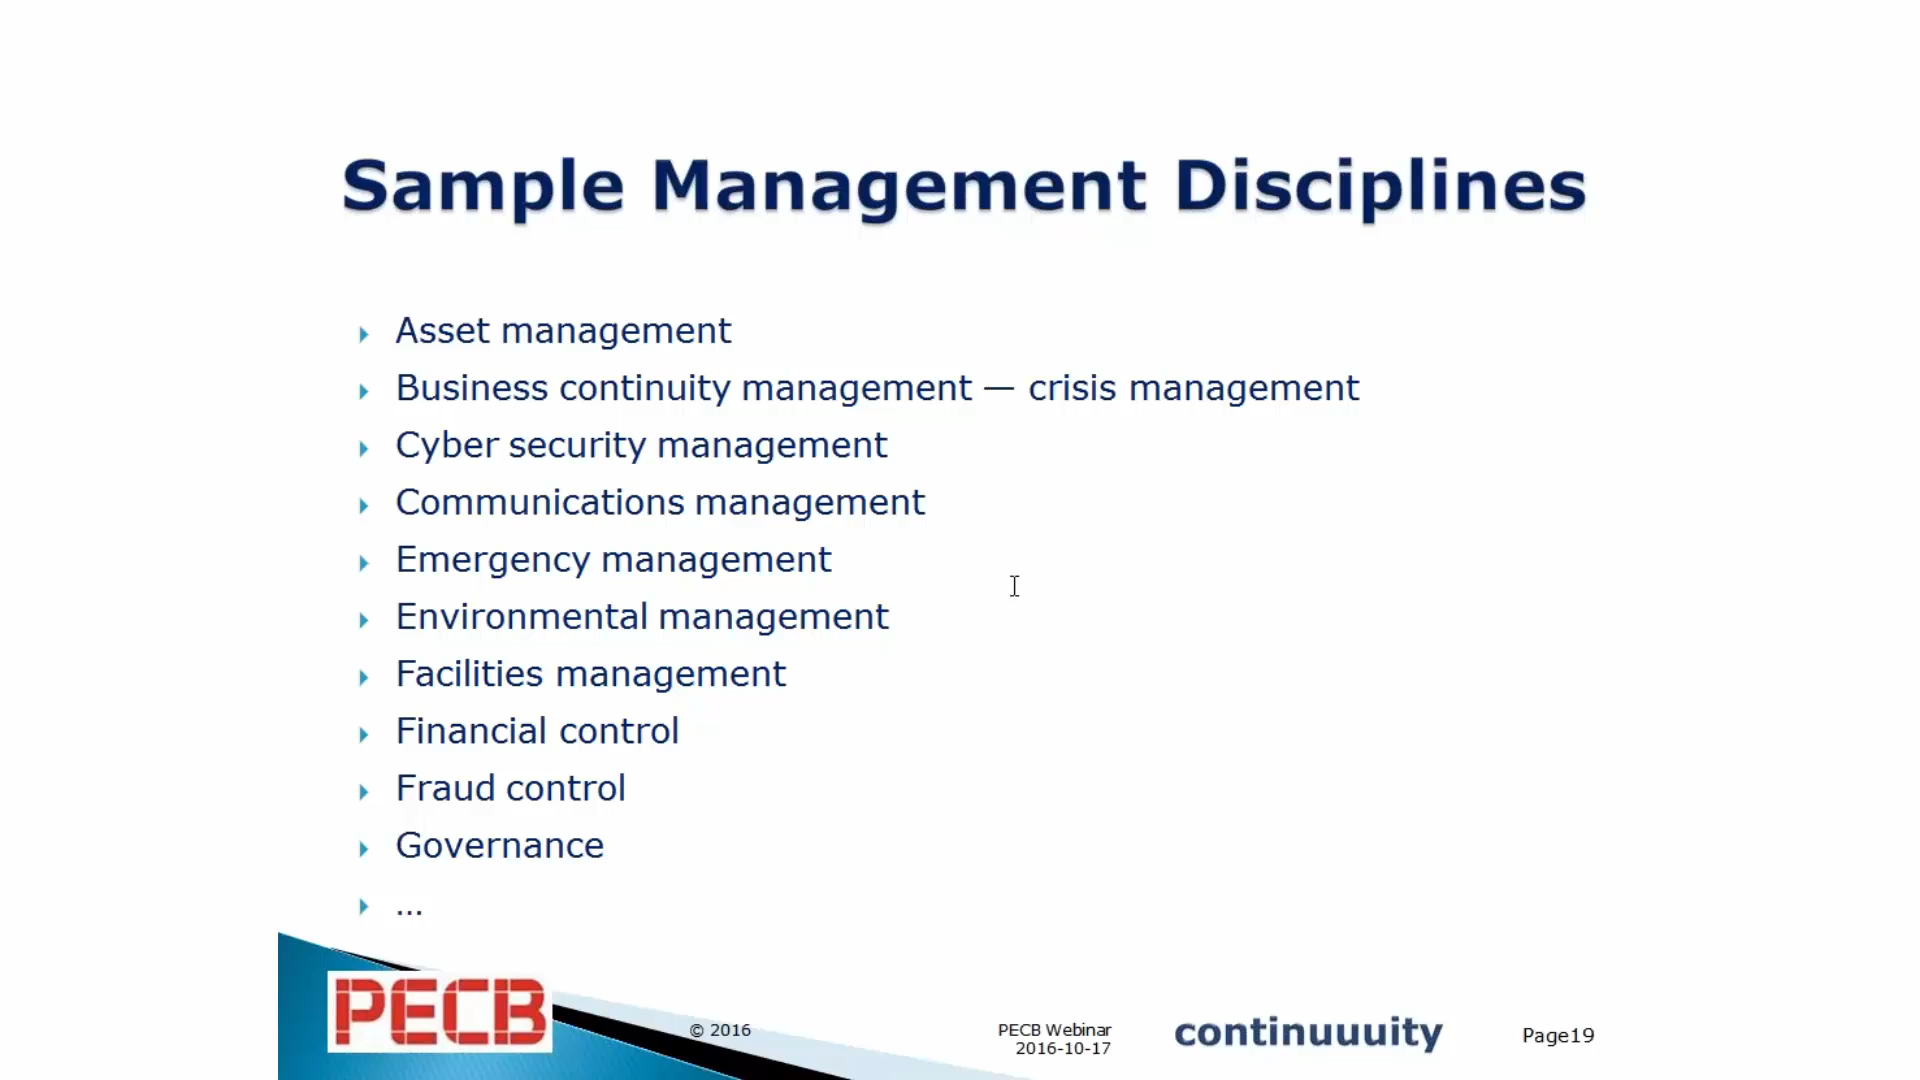 Sample Management Disciplines
Asset management
Business continuity management — crisis management
Cyber security management
Communications management
Emergency management
Environmental management
Facilities management
Financial control
Fraud control
Governance
...
PECB
© 2016
PECB Webinar
2016-10-17
continuuuity
Page19